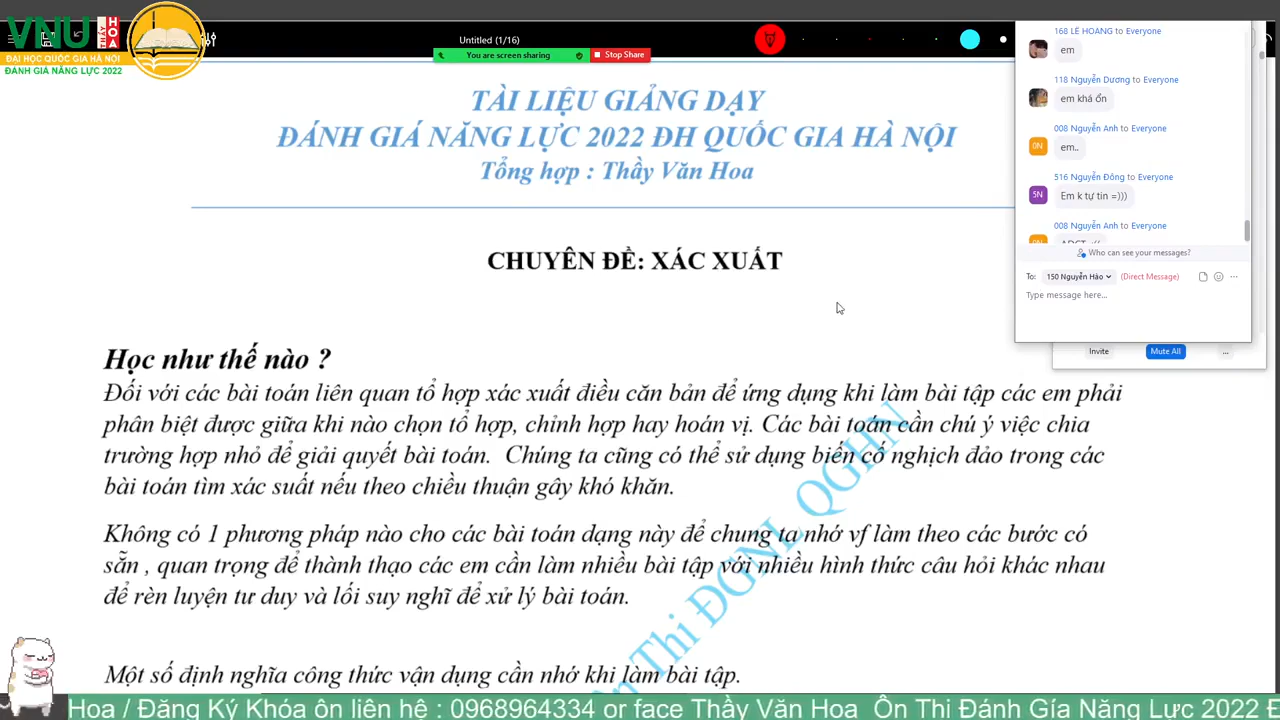 VNU HOA
ĐẠI HỌC QUỐC GIA HÀ NỘI
ĐÁNH GIÁ NĂNG LỰC 2022
Untitled (1/16)
You are screen sharing
Stop Share
TÀI LIỆU GIẢNG DẠY
ĐÁNH GIÁ NĂNG LỰC 2022 ĐH QUỐC GIA HÀ NỘI
Tổng hợp : Thầy Văn Hoa
CHUYÊN ĐỀ: XÁC XUẤT
Học như thế nào ?
Đối với các bài toán liên quan tổ hợp xác xuất điều căn bản để ứng dụng khi làm bài tập các em phải
phân biệt được giữa khi nào chọn tổ hợp, chỉnh hợp hay hoán vị. Các bài toán cần chú ý việc chia
trường hợp nhỏ để giải quyết bài toán. Chúng ta cũng có thể sử dụng biến cố nghịch đảo trong các
bài toán tìm xác suất nếu theo chiều thuận gây khó khăn.
Không có 1 phương pháp nào cho các bài toán dạng này để chung ta nhớ vf làm theo các bước có
sẵn , quan trọng để thành thạo các em cần làm nhiều bài tập với nhiều hình thức câu hỏi khác nhau
để rèn luyện tư duy và lối suy nghĩ để xử lý bài toán.
Một số định nghĩa công thức vận dụng cần nhớ khi làm bài tập.
Ôn Thi ĐGNL QGHN
168 LÊ HOANG to Everyone
em
118 Nguyễn Dương to Everyone
em khá ổn
008 Nguyễn Anh to Everyone
0N
em..
516 Nguyễn Đông to Everyone
5N
Em k tự tin =)))
008 Nguyễn Anh to Everyone
Who can see your messages?
To: 150 Nguyễn Hảo (Direct Message)
Type message here...
Invite
Mute All
...
Hoa / Đăng Ký Khóa ôn liên hệ : 0968964334 or face Thầy Văn Hoa Ôn Thi Đánh Gía Năng Lực 2022 Đ